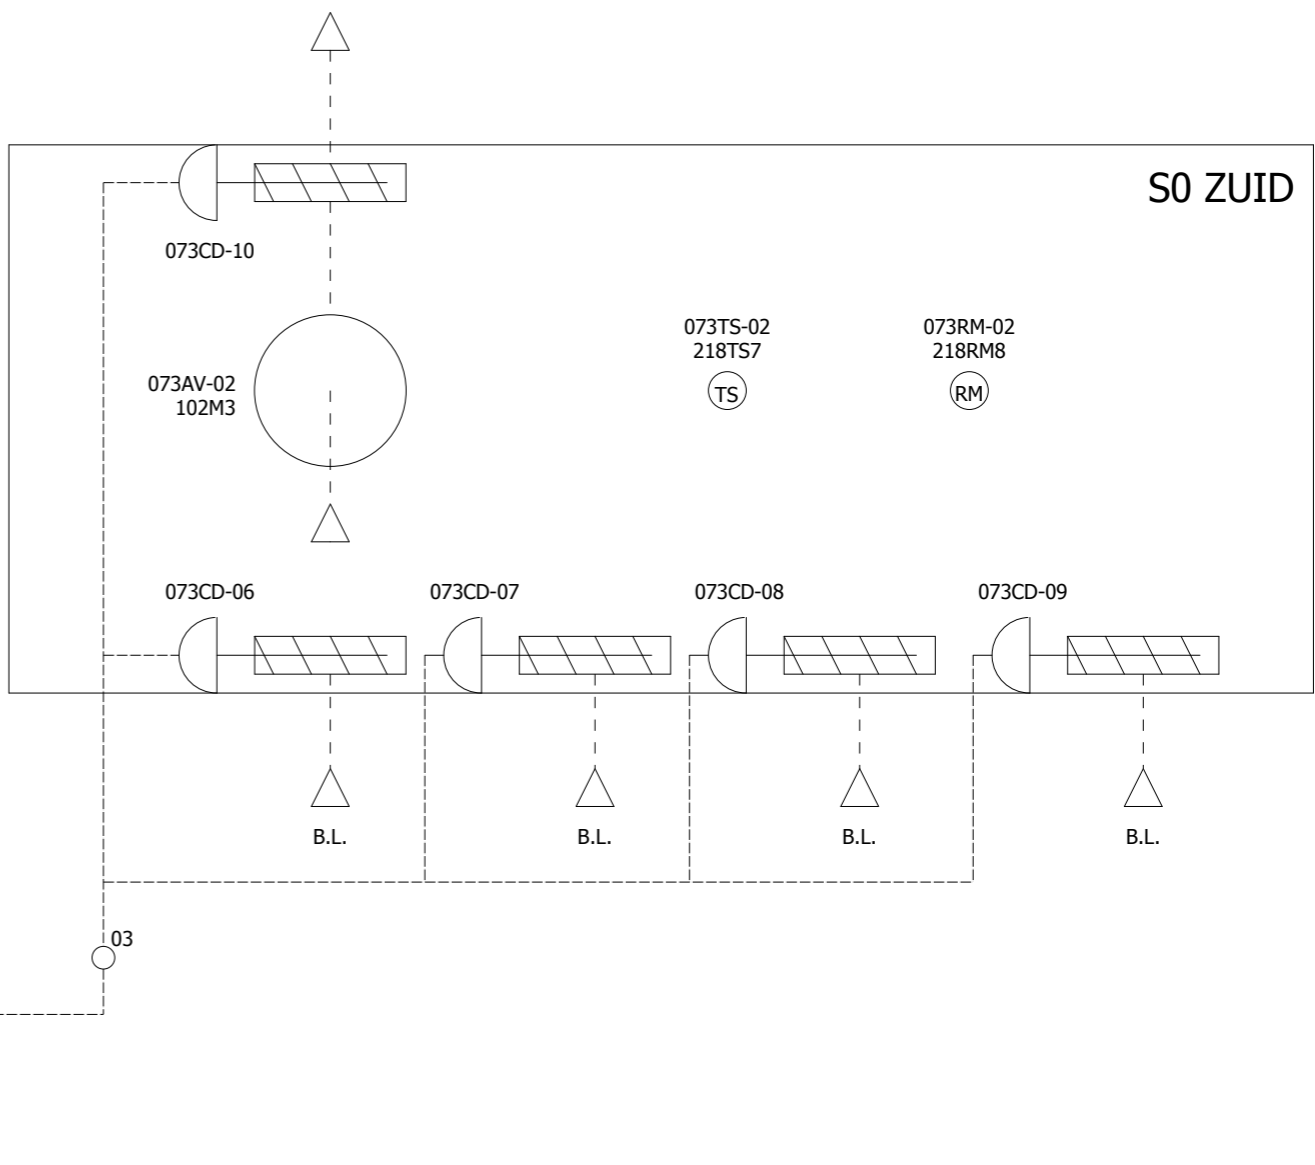 S0 ZUID
073CD-10
073TS-02
218TS7
TS
073RM-02
218RM8
RM
073AV-02
102M3
073CD-06
073CD-07
073CD-08
073CD-09
B.L.
B.L.
B.L.
B.L.
03